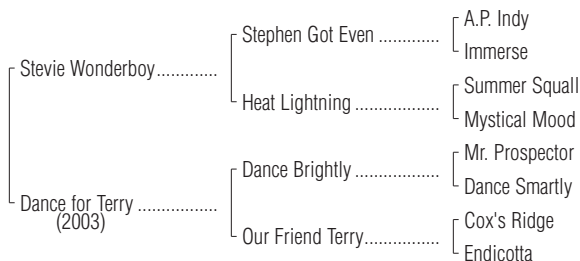 A.P. Indy
Stephen Got Even .............
Immerse
Stevie Wonderboy.............
Summer Squall
Heat Lightning ..................
Mystical Mood
Mr. Prospector
Dance Brightly ..................
Dance Smartly
Dance for Terry .................
(2003)
Cox's Ridge
Our Friend Terry................
Endicotta